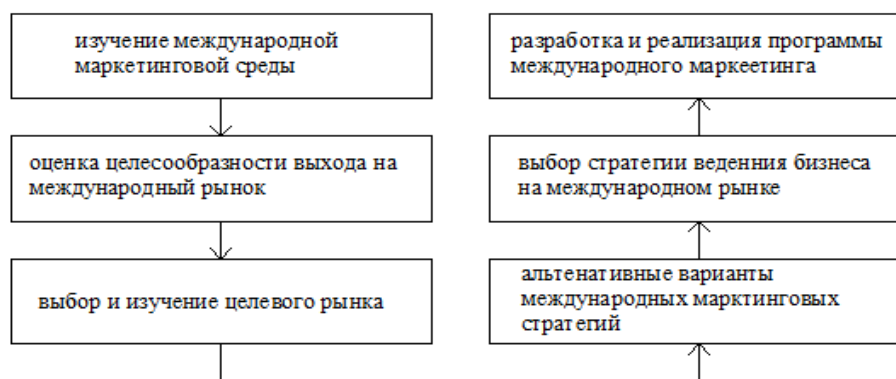 изучение международной
маркетинговой среды
оценка целесообразности выхода на
международный рынок
выбор и изучение целевого рынка
разработка и реализация программы
международного маркеетинга
выбор стратегии веденния бизнеса
на международном рынке
альтенативные варианты
международных марктинговых
стратегий